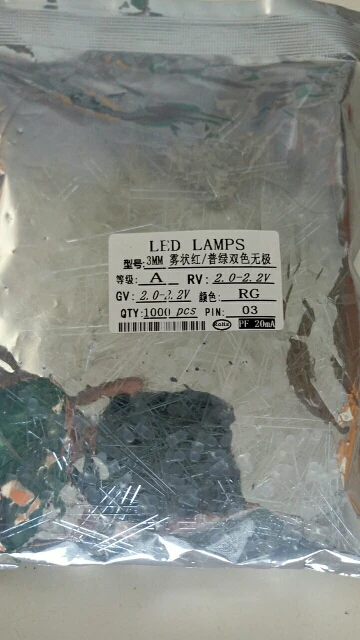 LED LAMPS
型号:3MM 雾状红/普绿双色无极
等级: A RV: 2.0-2.2V
GV: 2.0-2.2V 颜色: RG
QTY:1000 pcs PIN: 03
RoHS PF 20mA